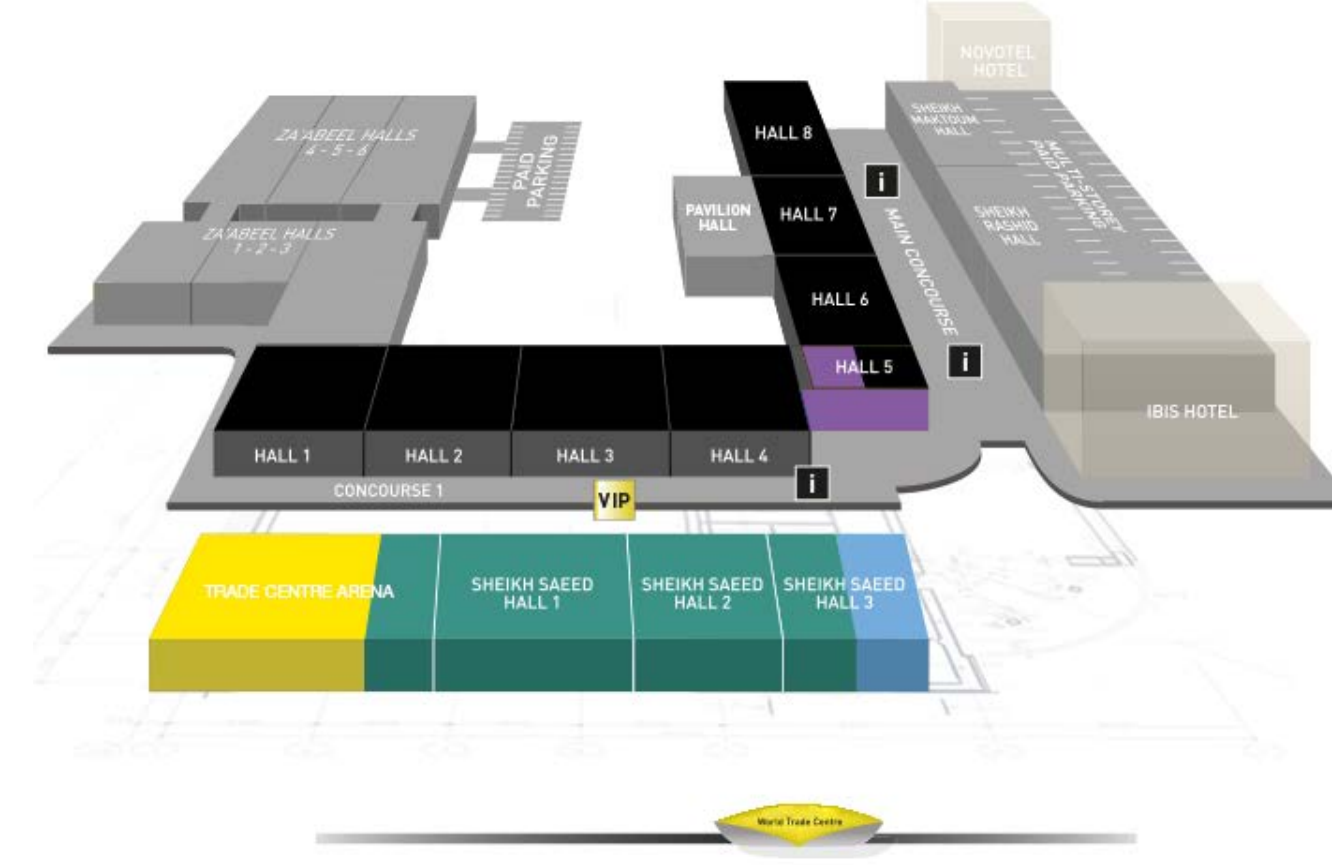 NOVOTEL
HOTEL
SHEIKH
MAKTOUM
HALL
MULTI-STOREY
PAID PARKING
ZA'ABEEL HALLS
4 - 5 - 6
PAID
PARKING
HALL 8
i
PAVILION
HALL
HALL 7
MAIN CONCOURSE
SHEIKH
RASHID
HALL
ZA'ABEEL HALLS
1 - 2 - 3
HALL 6
HALL 5
i
IBIS HOTEL
HALL 1
HALL 2
HALL 3
HALL 4
CONCOURSE 1
VIP
i
TRADE CENTRE ARENA
SHEIKH SAEED
HALL 1
SHEIKH SAEED
HALL 2
SHEIKH SAEED
HALL 3
World Trade Centre